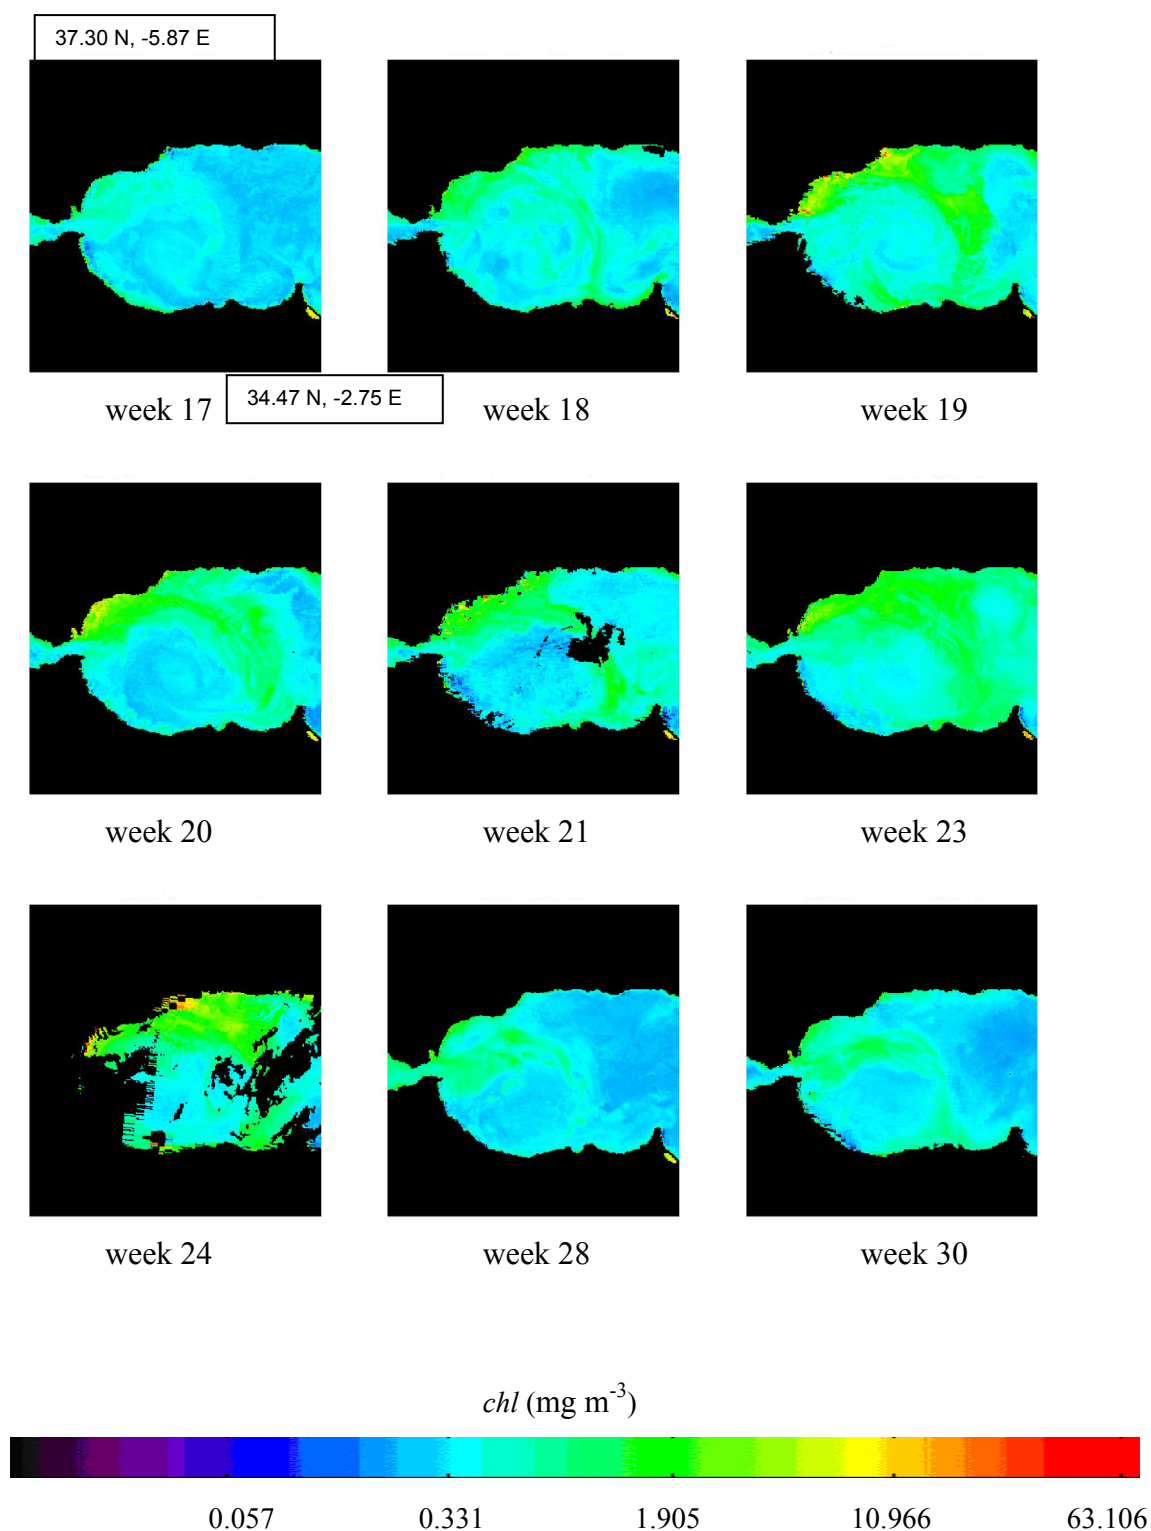 37.30 N, -5.87 E
week 17
34.47 N, -2.75 E
week 18
week 19
week 20
week 21
week 23
week 24
week 28
week 30
chl (mg m-3)
0.057 0.331 1.905 10.966 63.106